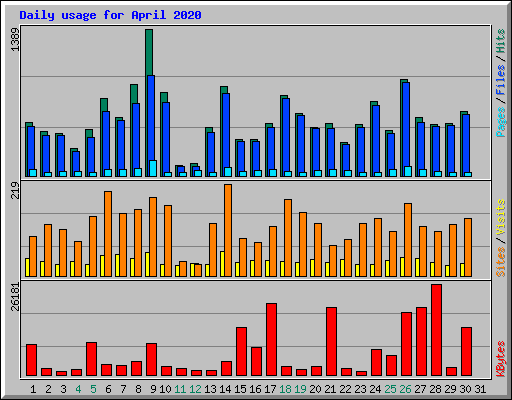 Daily usage for April 2020
1389
Pages / Files / Hits
219
Sites / Visits
26181
KBytes
1 2 3 4 5 6 7 8 9 10 11 12 13 14 15 16 17 18 19 20 21 22 23 24 25 26 27 28 29 30 31